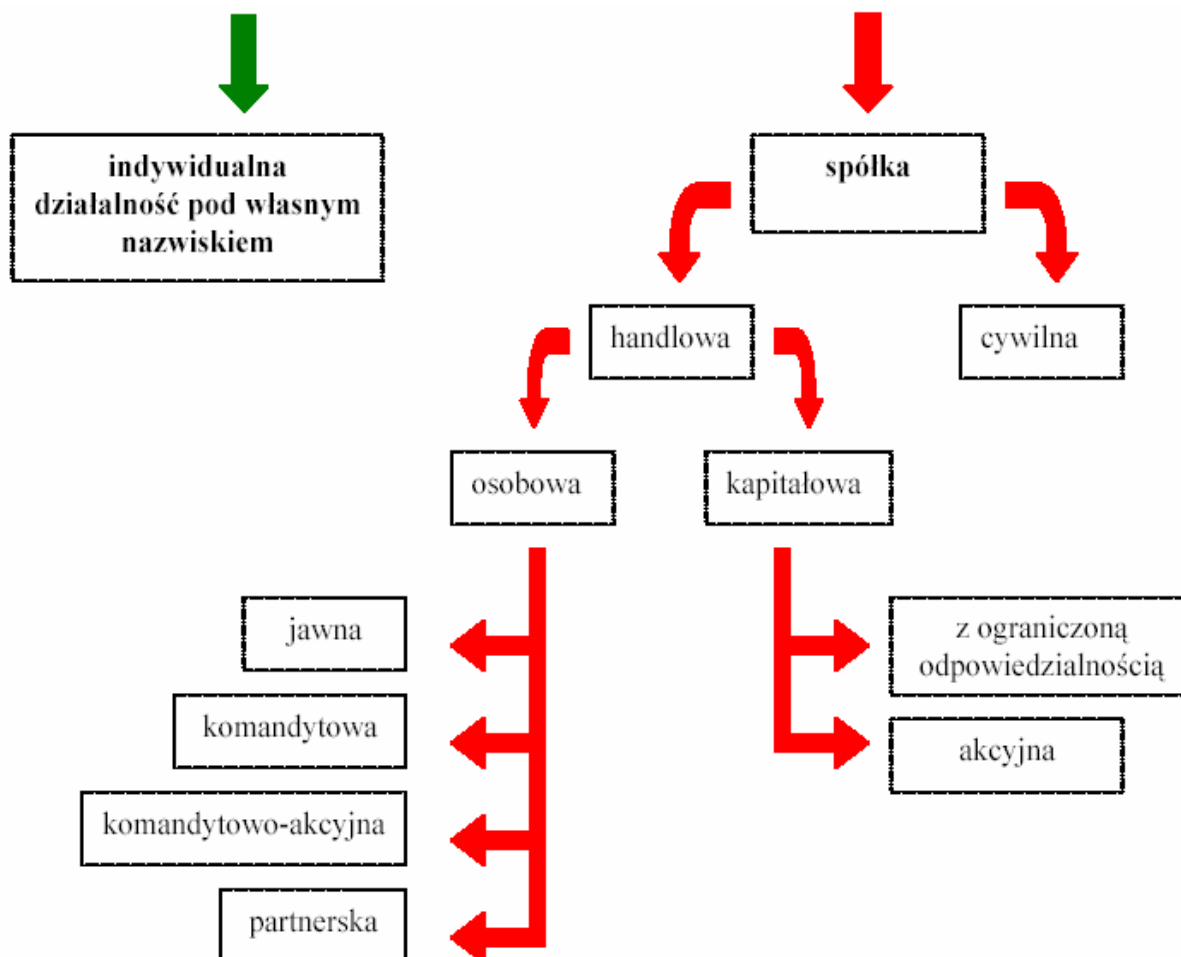 indywidualna
działalność pod własnym
nazwiskiem
spółka
handlowa
cywilna
osobowa
kapitałowa
jawna
komandytowa
komandytowo-akcyjna
partnerska
z ograniczoną
odpowiedzialnością
akcyjna